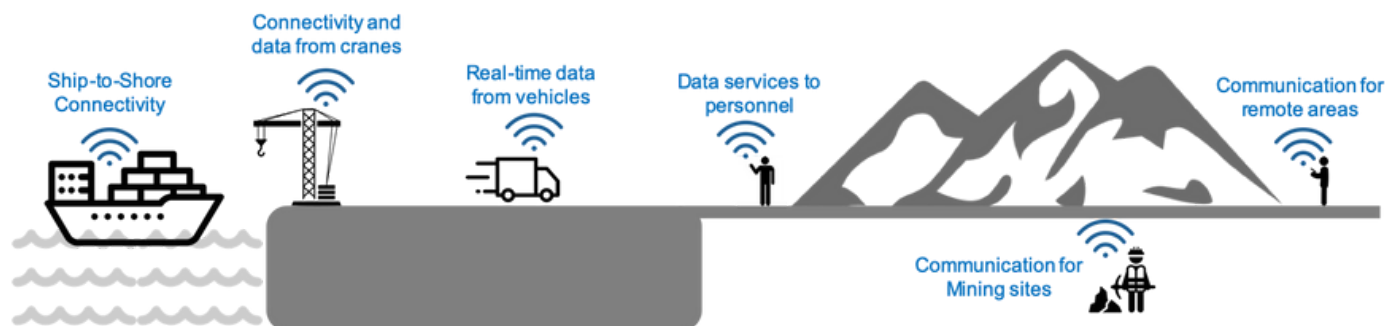 Ship-to-Shore
Connectivity
Connectivity and
data from cranes
Real-time data
from vehicles
Data services to
personnel
Communication for
remote areas
Communication for
Mining sites